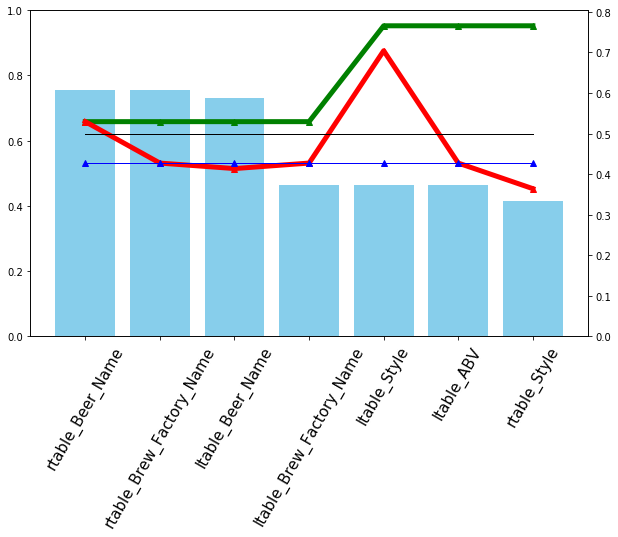 1.0
0.8
0.6
0.4
0.2
0.0
0.8
0.7
0.6
0.5
0.4
0.3
0.2
0.1
0.0
rtable_Beer_Name
rtable_Brew_Factory_Name
ltable_Beer_Name
ltable_Brew_Factory_Name
ltable_Style
ltable_ABV
rtable_Style